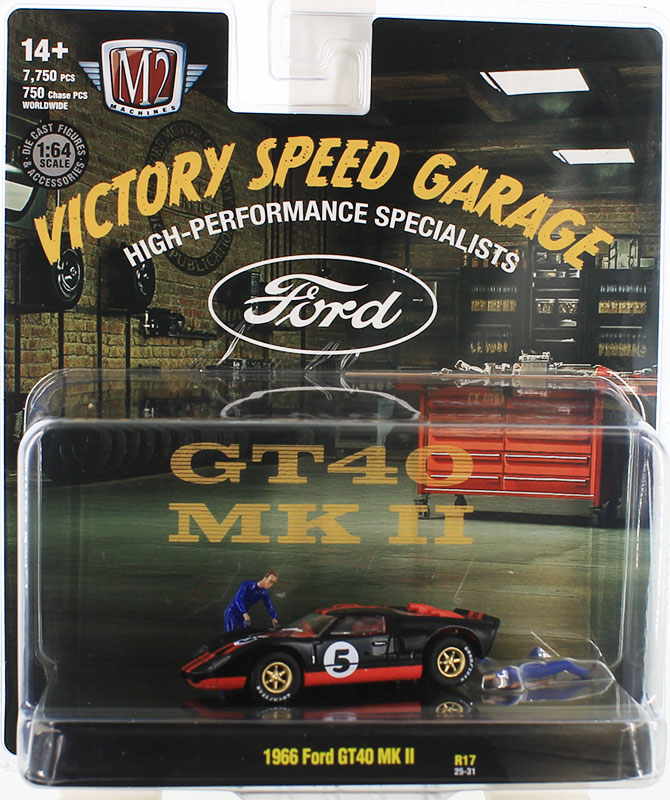 14+
7,750 PCS
750 Chase PCS
WORLDWIDE
M2
MACHINES
DIE CAST FIGURES
& ACCESSORIES
1:64
SCALE
VICTORY SPEED GARAGE
HIGH-PERFORMANCE SPECIALISTS
Ford
GT40
MK II
5
1966 Ford GT40 MK II
R17
25-31